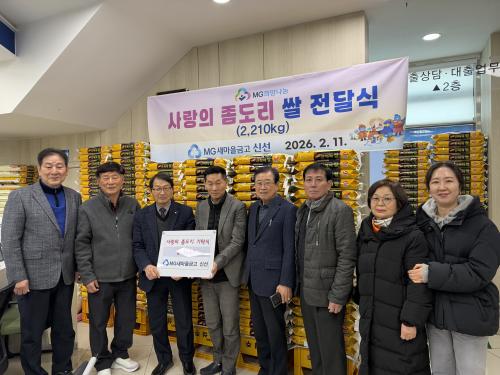 MG희망나눔
사랑의 좀도리 쌀 전달식
(2,210kg)
MG새마을금고 신선 2026. 2. 11.
출상담·대출업무
▲2층
사랑의 좀도리 기탁식
MG새마을금고 신선